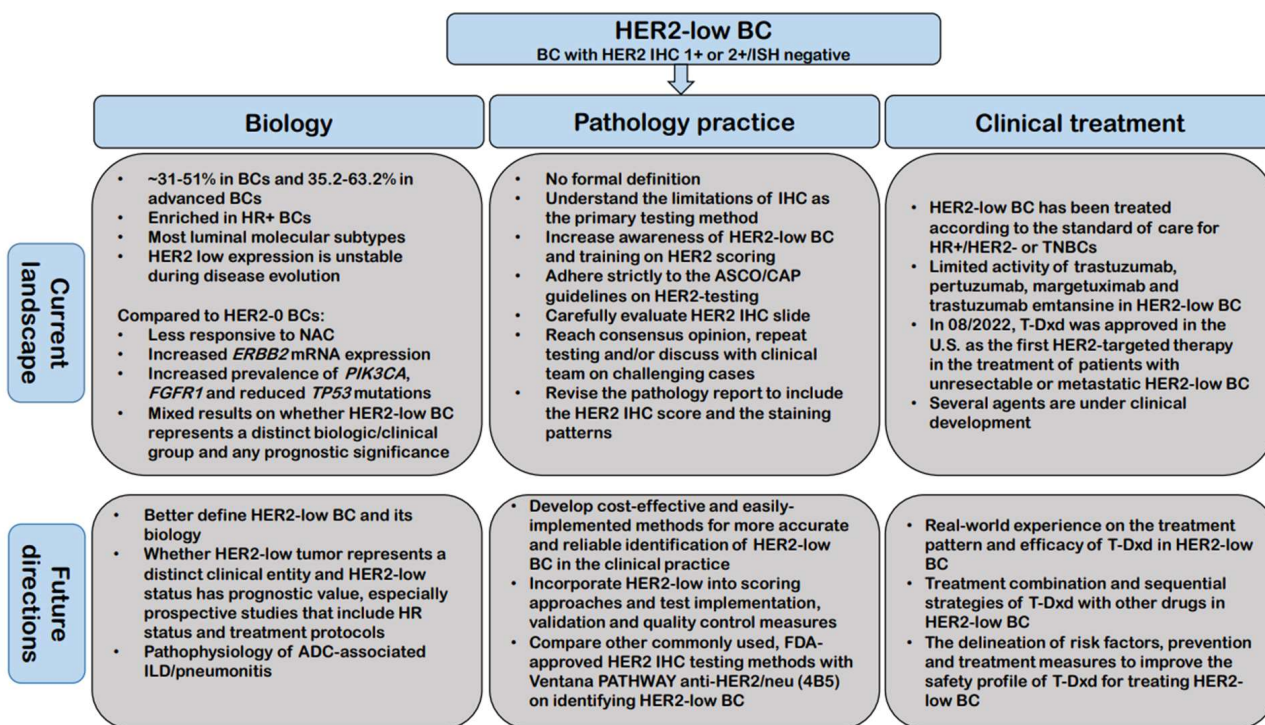 HER2-low BC
BC with HER2 IHC 1+ or 2+/ISH negative
Biology
Pathology practice
Clinical treatment
Current
landscape
• ~31-51% in BCs and 35.2-63.2% in
advanced BCs
• Enriched in HR+ BCs
• Most luminal molecular subtypes
• HER2 low expression is unstable
during disease evolution
Compared to HER2-0 BCs:
• Less responsive to NAC
• Increased ERBB2 mRNA expression
• Increased prevalence of PIK3CA,
FGFR1 and reduced TP53 mutations
• Mixed results on whether HER2-low BC
represents a distinct biologic/clinical
group and any prognostic significance
• No formal definition
• Understand the limitations of IHC as
the primary testing method
• Increase awareness of HER2-low BC
and training on HER2 scoring
• Adhere strictly to the ASCO/CAP
guidelines on HER2-testing
• Carefully evaluate HER2 IHC slide
• Reach consensus opinion, repeat
testing and/or discuss with clinical
team on challenging cases
• Revise the pathology report to include
the HER2 IHC score and the staining
patterns
• HER2-low BC has been treated
according to the standard of care for
HR+/HER2- or TNBCs
• Limited activity of trastuzumab,
pertuzumab, margetuximab and
trastuzumab emtansine in HER2-low BC
• In 08/2022, T-Dxd was approved in the
U.S. as the first HER2-targeted therapy
in the treatment of patients with
unresectable or metastatic HER2-low BC
• Several agents are under clinical
development
Future
directions
• Better define HER2-low BC and its
biology
• Whether HER2-low tumor represents a
distinct clinical entity and HER2-low
status has prognostic value, especially
prospective studies that include HR
status and treatment protocols
• Pathophysiology of ADC-associated
ILD/pneumonitis
• Develop cost-effective and easily-
implemented methods for more accurate
and reliable identification of HER2-low
BC in the clinical practice
• Incorporate HER2-low into scoring
approaches and test implementation,
validation and quality control measures
• Compare other commonly used, FDA-
approved HER2 IHC testing methods with
Ventana PATHWAY anti-HER2/neu (4B5)
on identifying HER2-low BC
• Real-world experience on the treatment
pattern and efficacy of T-Dxd in HER2-low
BC
• Treatment combination and sequential
strategies of T-Dxd with other drugs in
HER2-low BC
• The delineation of risk factors, prevention
and treatment measures to improve the
safety profile of T-Dxd for treating HER2-
low BC